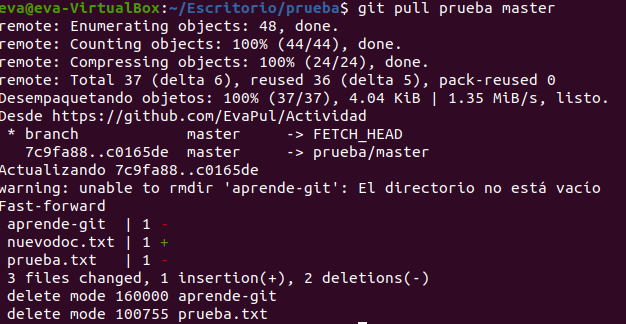 eva@eva-VirtualBox:~/Escritorio/prueba$ git pull prueba master
remote: Enumerating objects: 48, done.
remote: Counting objects: 100% (44/44), done.
remote: Compressing objects: 100% (24/24), done.
remote: Total 37 (delta 6), reused 36 (delta 5), pack-reused 0
Desempaquetando objetos: 100% (37/37), 4.04 KiB | 1.35 MiB/s, listo.
Desde https://github.com/EvaPul/Actividad
 * branch            master     -> FETCH_HEAD
   7c9fa88..c0165de  master     -> prueba/master
Actualizando 7c9fa88..c0165de
warning: unable to rmdir 'aprende-git': El directorio no está vacío
Fast-forward
 aprende-git  | 1 -
 nuevodoc.txt | 1 +
 prueba.txt   | 1 -
 3 files changed, 1 insertion(+), 2 deletions(-)
 delete mode 160000 aprende-git
 delete mode 100755 prueba.txt